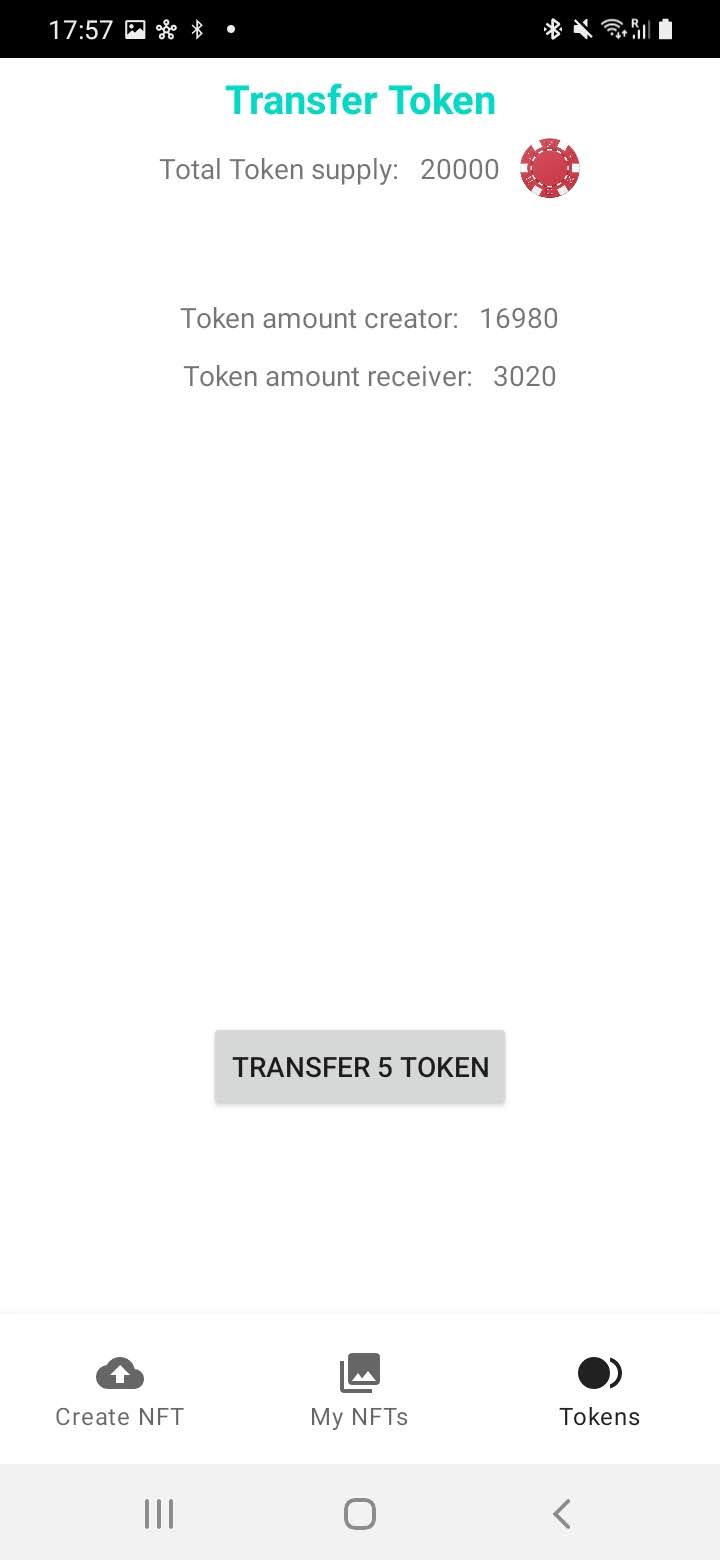 17:57
Transfer Token
Total Token supply: 20000
Token amount creator: 16980
Token amount receiver: 3020
TRANSFER 5 TOKEN
Create NFT My NFTs Tokens